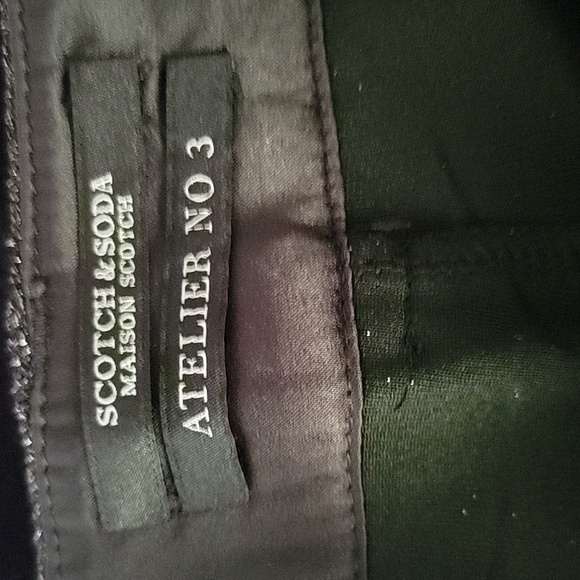 SCOTCH & SODA
MAISON SCOTCH
ATELIER NO 3